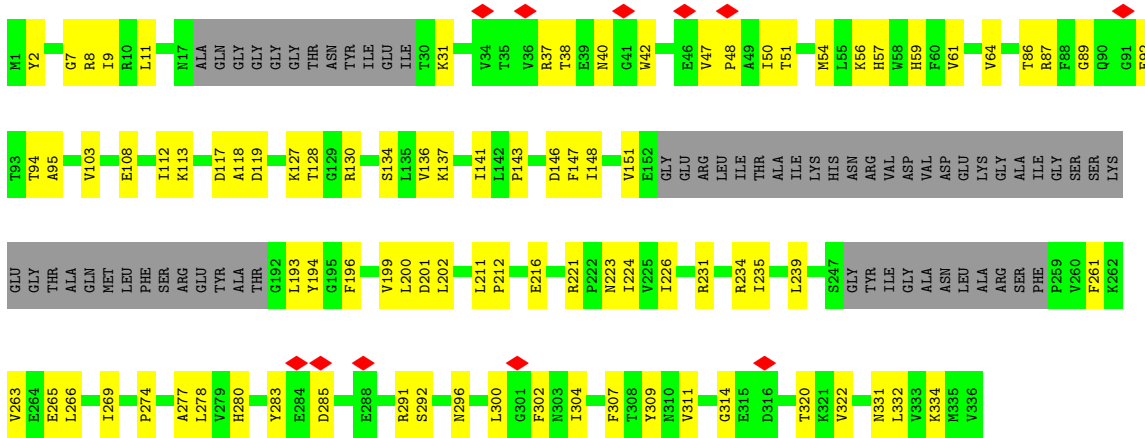 M1 Y2 G7 R8 I9 R10 L11 N17 ALA GLN GLY GLY GLY GLY THR ASN TYR ILE GLU ILE T30 K31 V34 T35 V36 R37 T38 E39 N40 G41 W42 E46 V47 P48 A49 I50 T51 M54 L55 K56 H57 W58 H59 F60 V61 V64 T86 R87 F88 G89 Q90 G91
T93 T94 A95 V103 E108 I112 K113 D117 A118 D119 K127 T128 G129 R130 S134 L135 V136 K137 I141 L142 P143 D146 F147 I148 V151 E152 GLY GLU ARG LEU ILE THR ALA ILE LYS HIS ASN ARG VAL ASP VAL ASP GLU LYS GLY ALA ILE GLY SER SER LYS
GLU GLY THR ALA GLN MET LEU PHE SER ARG GLU TYR ALA THR G192 L193 Y194 G195 F196 V199 L200 D201 L202 L211 P212 E216 R221 P222 N223 I224 V225 I226 R231 R234 I235 L239 S247 GLY TYR ILE GLY ALA ASN LEU ALA ARG SER PHE P259 V260 F261 K262
V263 E264 E265 L266 I269 P274 A277 L278 V279 H280 Y283 E284 D285 E288 R291 S292 N296 L300 G301 F302 N303 I304 F307 T308 Y309 N310 V311 G314 E315 D316 T320 K321 V322 N331 L332 V333 K334 M335 V336